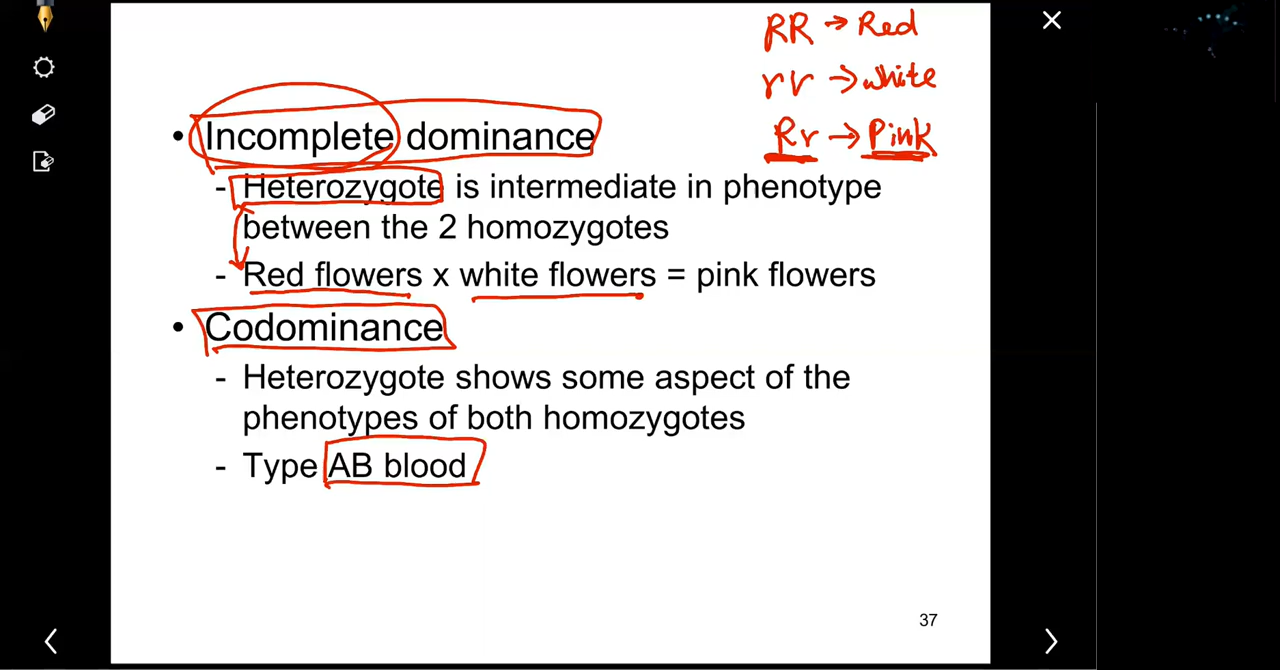 RR → Red
rr → white
Rr → Pink
• Incomplete dominance
- Heterozygote is intermediate in phenotype
between the 2 homozygotes
- Red flowers x white flowers = pink flowers
• Codominance
- Heterozygote shows some aspect of the
phenotypes of both homozygotes
- Type AB blood
37